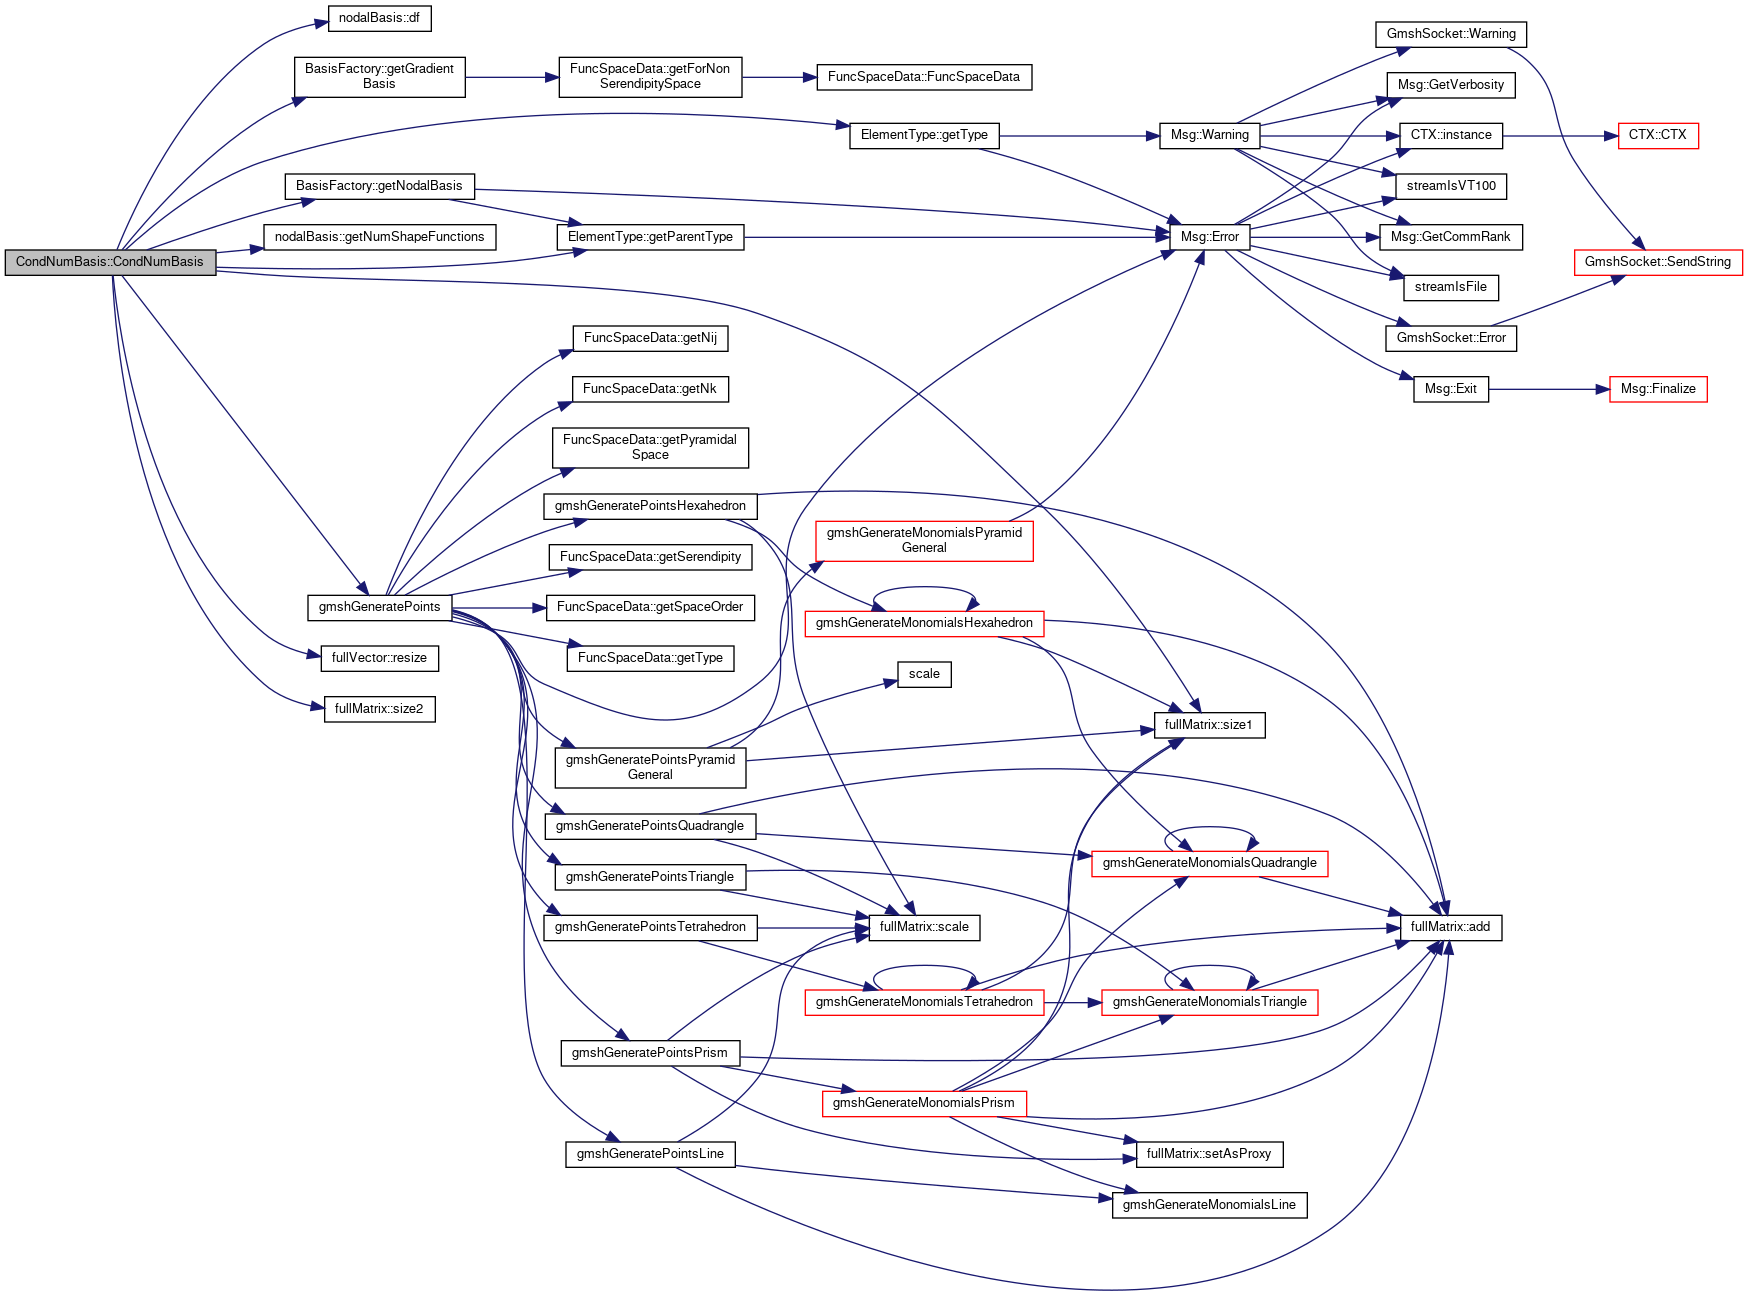 nodalBasis::df
GmshSocket::Warning
BasisFactory::getGradient
Basis
FuncSpaceData::getForNon
SerendipitySpace
FuncSpaceData::FuncSpaceData
Msg::GetVerbosity
ElementType::getType
Msg::Warning
CTX::instance
CTX::CTX
BasisFactory::getNodalBasis
streamIsVT100
nodalBasis::getNumShapeFunctions
ElementType::getParentType
Msg::Error
Msg::GetCommRank
CondNumBasis::CondNumBasis
GmshSocket::SendString
streamIsFile
FuncSpaceData::getNij
GmshSocket::Error
FuncSpaceData::getNk
Msg::Exit
Msg::Finalize
FuncSpaceData::getPyramidal
Space
gmshGeneratePointsHexahedron
gmshGenerateMonomialsPyramid
General
FuncSpaceData::getSerendipity
gmshGeneratePoints
FuncSpaceData::getSpaceOrder
gmshGenerateMonomialsHexahedron
fullVector::resize
FuncSpaceData::getType
scale
fullMatrix::size2
fullMatrix::size1
gmshGeneratePointsPyramid
General
gmshGeneratePointsQuadrangle
gmshGenerateMonomialsQuadrangle
gmshGeneratePointsTriangle
gmshGeneratePointsTetrahedron
fullMatrix::scale
fullMatrix::add
gmshGenerateMonomialsTetrahedron
gmshGenerateMonomialsTriangle
gmshGeneratePointsPrism
gmshGenerateMonomialsPrism
gmshGeneratePointsLine
fullMatrix::setAsProxy
gmshGenerateMonomialsLine